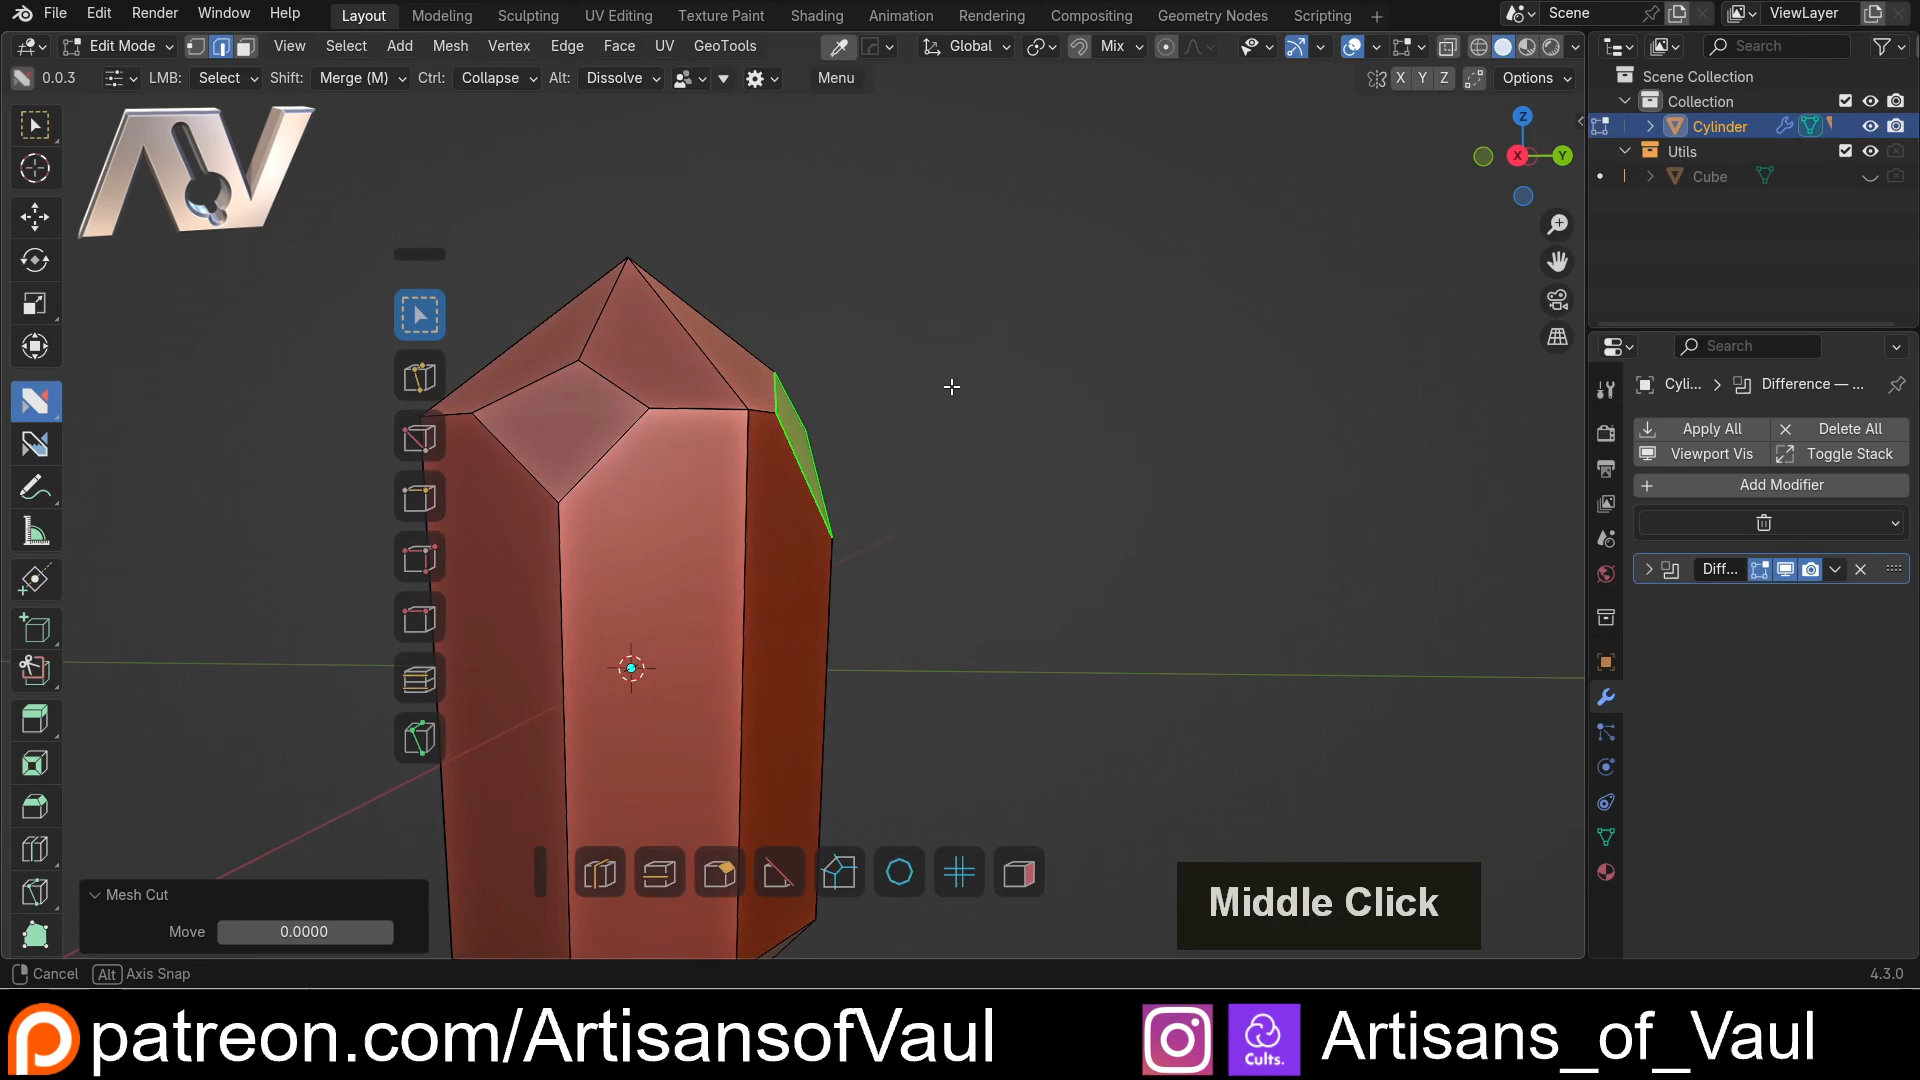 File Edit Render Window Help Layout Modeling Sculpting UV Editing Texture Paint Shading Animation Rendering Compositing Geometry Nodes Scripting + Scene ViewLayer
Edit Mode View Select Add Mesh Vertex Edge Face UV GeoTools Global Mix Search
0.0.3 LMB: Select Shift: Merge (M) Ctrl: Collapse Alt: Dissolve Menu X Y Z Options
Scene Collection
Collection
Cylinder
Utils
Cube
Z
X Y
Search
Cyli... Difference — ...
Apply All Delete All
Viewport Vis Toggle Stack
Add Modifier
Diff...
Mesh Cut
Move 0.0000
Middle Click
Cancel Alt Axis Snap 4.3.0
patreon.com/ArtisansofVaul Cults. Artisans_of_Vaul